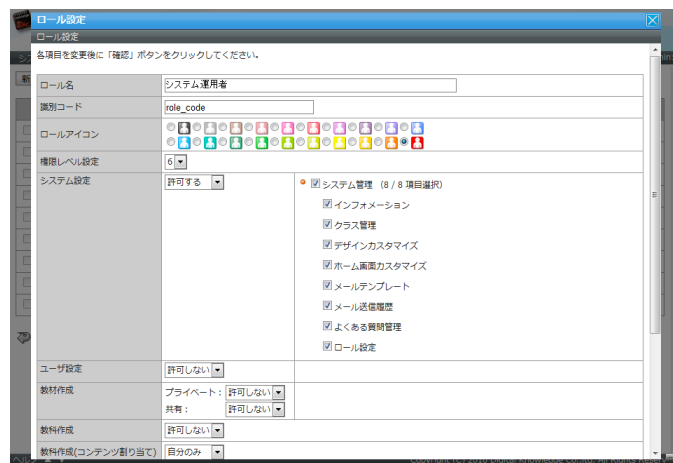 ロール設定
ロール設定
各項目を変更後に「確認」ボタンをクリックしてください。
ロール名
システム運用者
識別コード
role_code
ロールアイコン
権限レベル設定
6
システム設定
許可する
システム管理 (8 / 8 項目選択)
インフォメーション
クラス管理
デザインカスタマイズ
ホーム画面カスタマイズ
メールテンプレート
メール送信履歴
よくある質問管理
ロール設定
ユーザ設定
許可しない
教材作成
プライベート: 許可しない
共有: 許可しない
教科作成
許可しない
教科作成(コンテンツ割り当て)
自分のみ